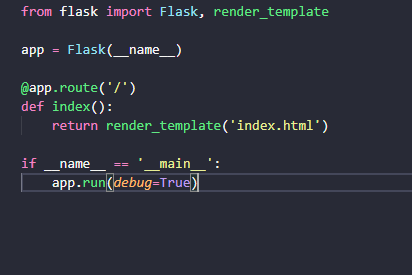 from flask import Flask, render_template
app = Flask(__name__)
@app.route('/')
def index():
    return render_template('index.html')
if __name__ == '__main__':
    app.run(debug=True)